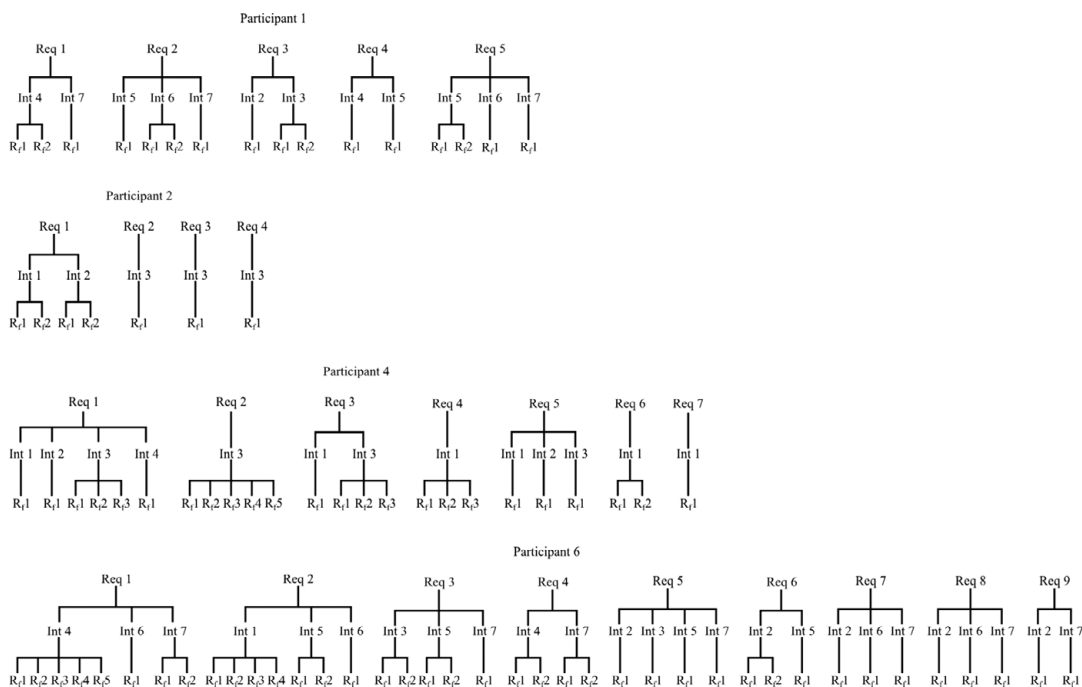 Participant 1
Req 1 Req 2 Req 3 Req 4 Req 5
Int 4 Int 7 Int 5 Int 6 Int 7 Int 2 Int 3 Int 4 Int 5 Int 5 Int 6 Int 7
Rf1 Rf2 Rf1 Rf1 Rf1 Rf2 Rf1 Rf1 Rf1 Rf2 Rf1 Rf1 Rf1 Rf2 Rf1 Rf1
Participant 2
Req 1 Req 2 Req 3 Req 4
Int 1 Int 2 Int 3 Int 3 Int 3
Rf1 Rf2 Rf1 Rf2 Rf1 Rf1 Rf1
Participant 4
Req 1 Req 2 Req 3 Req 4 Req 5 Req 6 Req 7
Int 1 Int 2 Int 3 Int 4 Int 3 Int 1 Int 3 Int 1 Int 1 Int 2 Int 3 Int 1 Int 1
Rf1 Rf1 Rf1 Rf2 Rf3 Rf1 Rf1 Rf2 Rf3 Rf4 Rf5 Rf1 Rf1 Rf2 Rf3 Rf1 Rf2 Rf3 Rf1 Rf1 Rf1 Rf1 Rf2 Rf1
Participant 6
Req 1 Req 2 Req 3 Req 4 Req 5 Req 6 Req 7 Req 8 Req 9
Int 4 Int 6 Int 7 Int 1 Int 5 Int 6 Int 3 Int 5 Int 7 Int 4 Int 7 Int 2 Int 3 Int 5 Int 7 Int 2 Int 5 Int 2 Int 6 Int 7 Int 2 Int 6 Int 7 Int 2 Int 7
Rf1 Rf2 Rf3 Rf4 Rf5 Rf1 Rf1 Rf2 Rf1 Rf2 Rf3 Rf4 Rf1 Rf2 Rf1 Rf1 Rf2 Rf1 Rf2 Rf1 Rf1 Rf2 Rf1 Rf2 Rf1 Rf1 Rf1 Rf1 Rf1 Rf2 Rf1 Rf1 Rf1 Rf1 Rf1 Rf1 Rf1 Rf1 Rf1